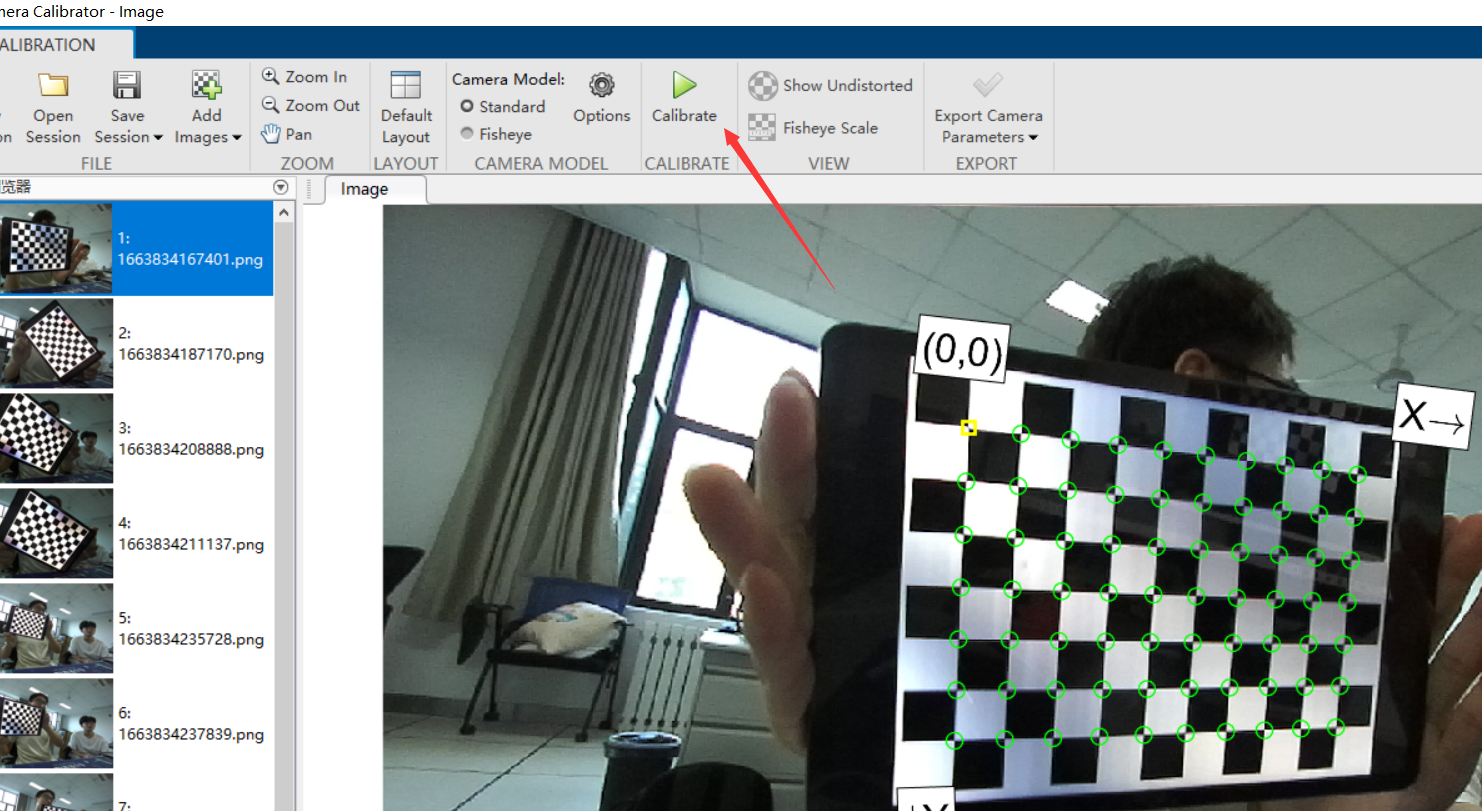 mera Calibrator - Image
ALIBRATION
Open
Session
Save
Session
Add
Images
Zoom In
Zoom Out
Pan
Default
Layout
Camera Model:
Standard
Fisheye
Options
Calibrate
Show Undistorted
Fisheye Scale
Export Camera
Parameters
FILE
ZOOM
LAYOUT
CAMERA MODEL
CALIBRATE
VIEW
EXPORT
览器
Image
1:
1663834167401.png
2:
1663834187170.png
3:
1663834208888.png
4:
1663834211137.png
5:
1663834235728.png
6:
1663834237839.png
7:
(0,0)
X→